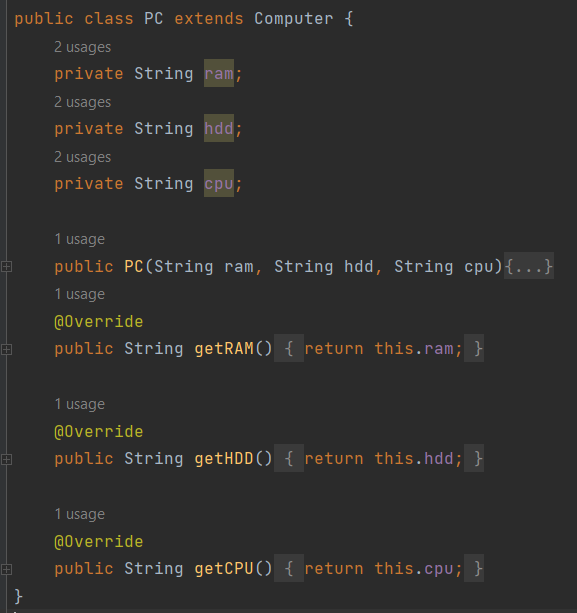 public class PC extends Computer {
2 usages
private String ram;
2 usages
private String hdd;
2 usages
private String cpu;
1 usage
public PC(String ram, String hdd, String cpu){...}
1 usage
@Override
public String getRAM() { return this.ram; }
1 usage
@Override
public String getHDD() { return this.hdd; }
1 usage
@Override
public String getCPU() { return this.cpu; }
}